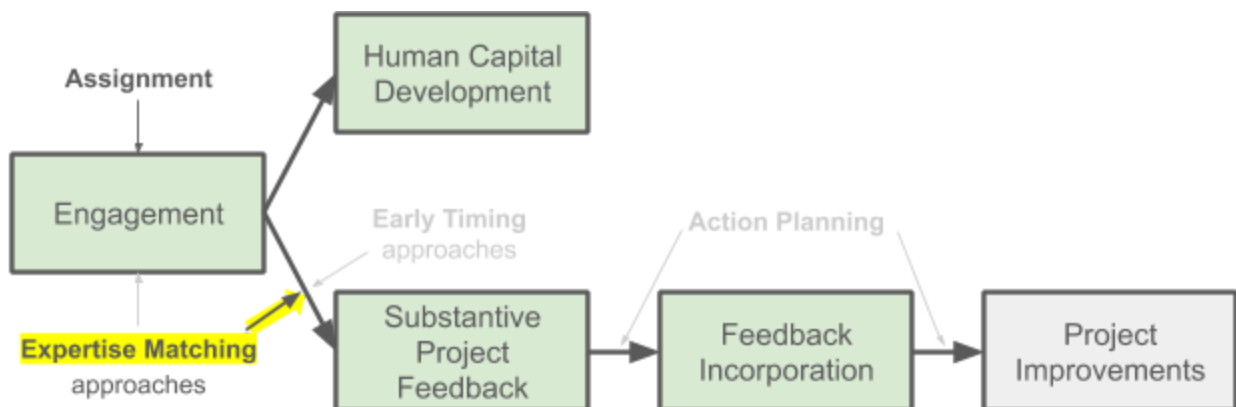 Human Capital
Development
Assignment
Engagement
Early Timing
approaches
Action Planning
Expertise Matching
approaches
Substantive
Project
Feedback
Feedback
Incorporation
Project
Improvements